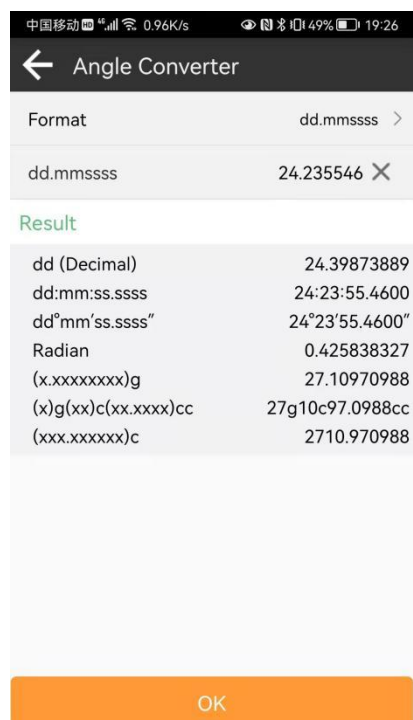 中国移动 HD 46 0.96K/s 49% 19:26
Angle Converter
Format dd.mmssss >
dd.mmssss 24.235546
Result
dd (Decimal) 24.39873889
dd:mm:ss.ssss 24:23:55.4600
dd°mm'ss.ssss" 24°23'55.4600"
Radian 0.425838327
(x.xxxxxxxx)g 27.10970988
(x)g(xx)c(xx.xxxx)cc 27g10c97.0988cc
(xxx.xxxxxx)c 2710.970988
OK